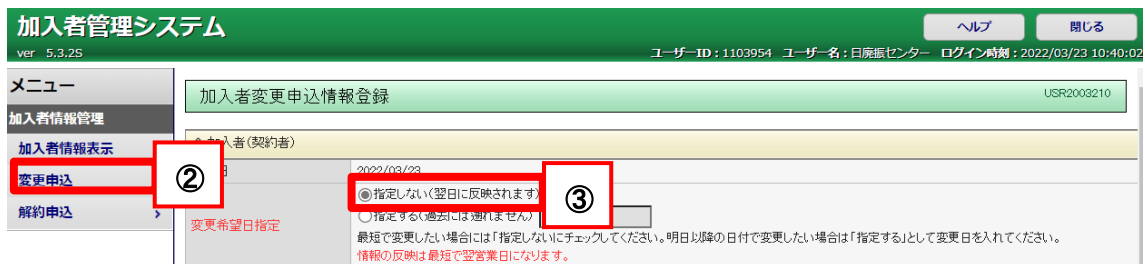 加入者管理システム
ver 5.3.2S
ヘルプ
閉じる
ユーザーID:1103954 ユーザー名:日廃振センター ログイン時刻:2022/03/23 10:40:02
メニュー
加入者情報管理
加入者情報表示
変更申込
解約申込 >
②
加入者変更申込情報登録
USR2003210
加入者(契約者)
日
2022/03/23
変更希望日指定
指定しない(翌日に反映されます)
③
指定する(過去には遡れません)
最短で変更したい場合には「指定しないにチェックしてください。明日以降の日付で変更したい場合は「指定する」として変更日を入れてください。
情報の反映は最短で翌営業日になります。